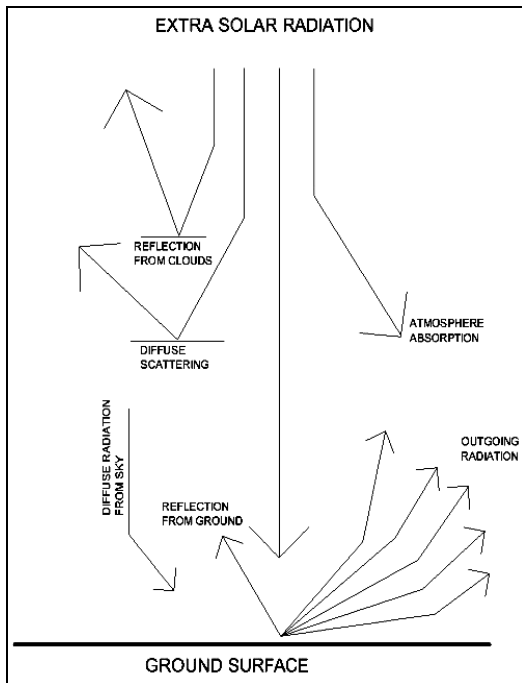 EXTRA SOLAR RADIATION
REFLECTION
FROM CLOUDS
ATMOSPHERE
ABSORPTION
DIFFUSE
SCATTERING
DIFFUSE RADIATION
FROM SKY
OUTGOING
RADIATION
REFLECTION
FROM GROUND
GROUND SURFACE